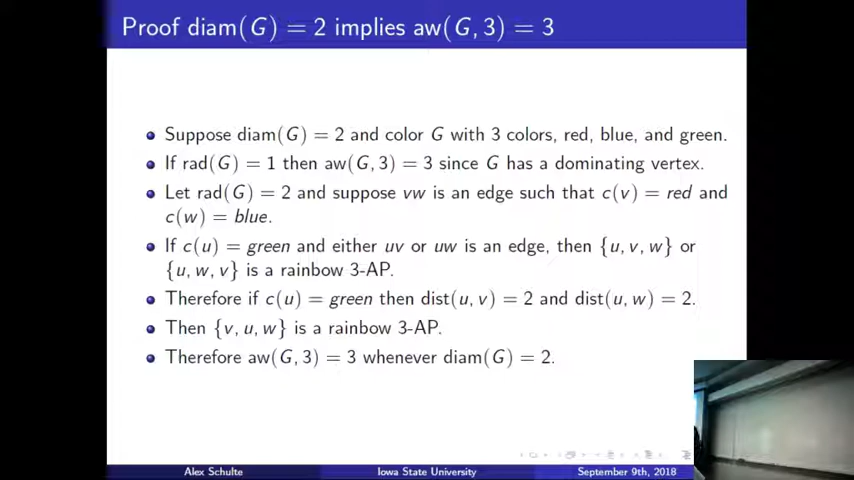 Proof diam(G) = 2 implies aw(G, 3) = 3
Suppose diam(G) = 2 and color G with 3 colors, red, blue, and green.
If rad(G) = 1 then aw(G, 3) = 3 since G has a dominating vertex.
Let rad(G) = 2 and suppose vw is an edge such that c(v) = red and
c(w) = blue.
If c(u) = green and either uv or uw is an edge, then {u, v, w} or
{u, w, v} is a rainbow 3-AP.
Therefore if c(u) = green then dist(u, v) = 2 and dist(u, w) = 2.
Then {v, u, w} is a rainbow 3-AP.
Therefore aw(G, 3) = 3 whenever diam(G) = 2.
Alex Schulte
Iowa State University
September 9th, 2018